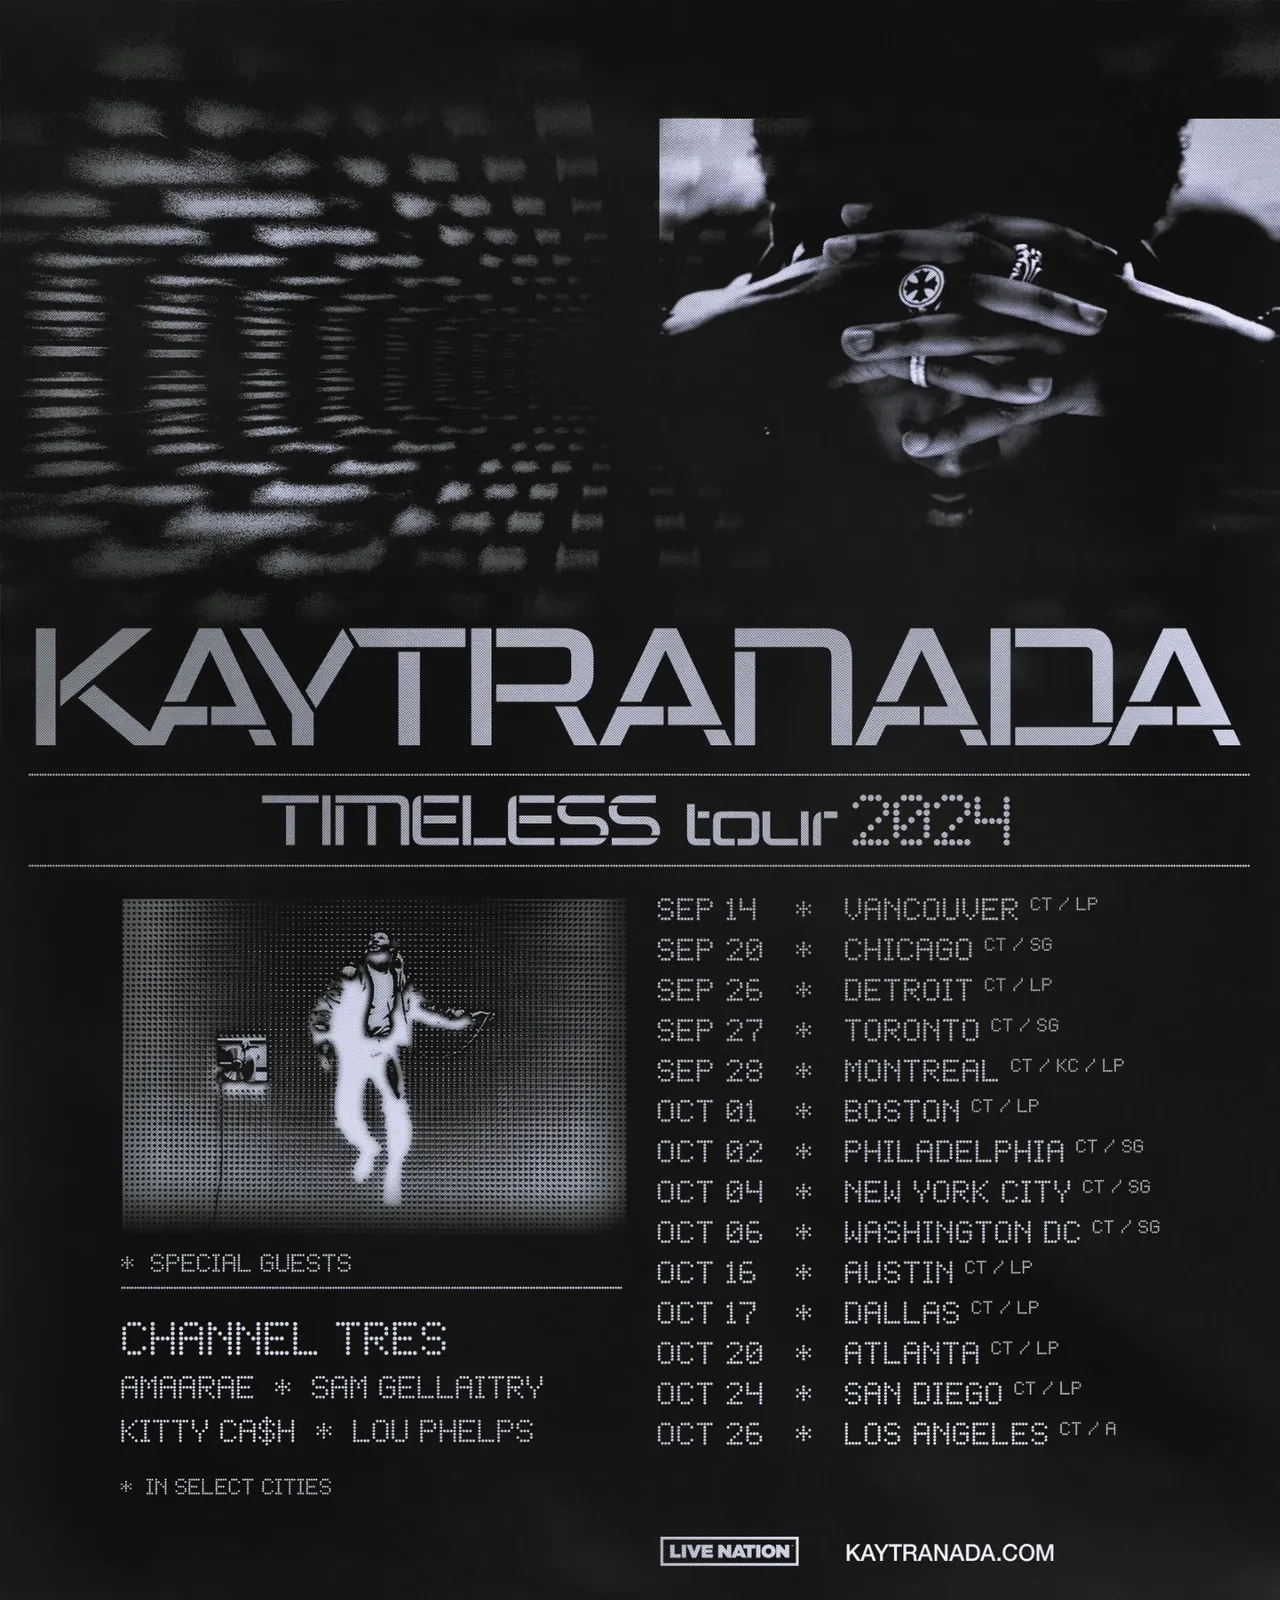 KAYTRANADA
TIMELESS tour 2024
SEP 14 * VANCOUVER CT / LP
SEP 20 * CHICAGO CT / SG
SEP 26 * DETROIT CT / LP
SEP 27 * TORONTO CT / SG
SEP 28 * MONTREAL CT / KC / LP
OCT 01 * BOSTON CT / LP
OCT 02 * PHILADELPHIA CT / SG
OCT 04 * NEW YORK CITY CT / SG
OCT 06 * WASHINGTON DC CT / SG
OCT 16 * AUSTIN CT / LP
OCT 17 * DALLAS CT / LP
OCT 20 * ATLANTA CT / LP
OCT 24 * SAN DIEGO CT / LP
OCT 26 * LOS ANGELES CT / A
* SPECIAL GUESTS
CHANNEL TRES
AMAARAE * SAM GELLAITRY
KITTY CA$H * LOU PHELPS
* IN SELECT CITIES
LIVE NATION
KAYTRANADA.COM